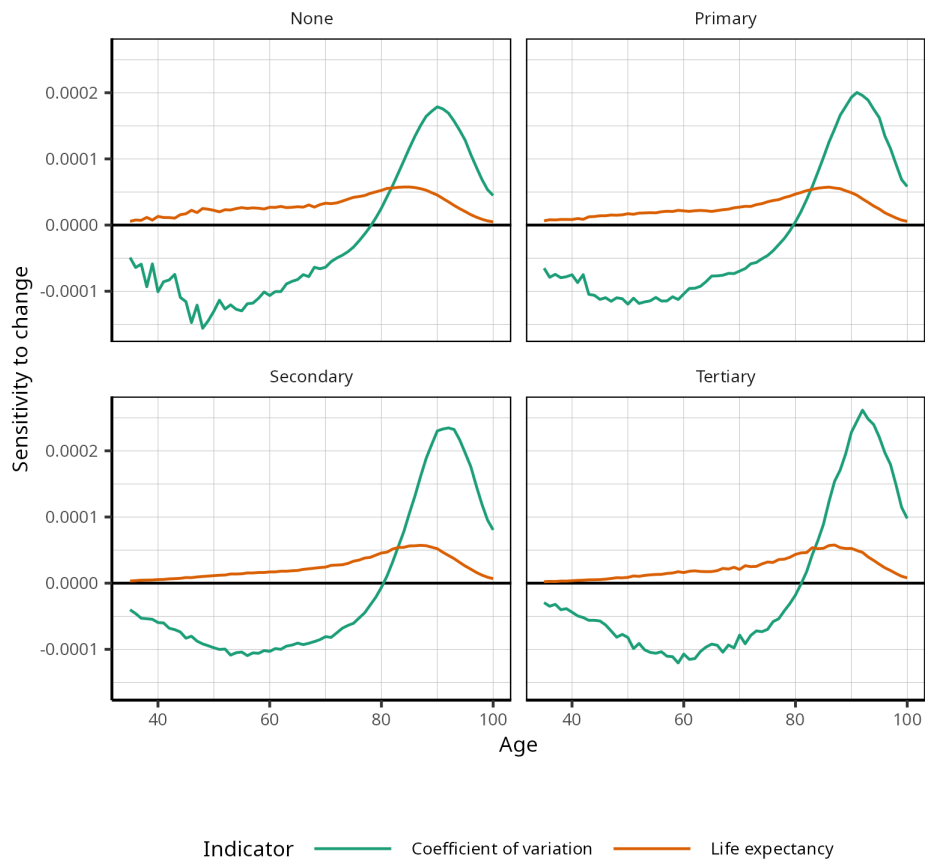 None Primary
0.0002
0.0001
0.0000
-0.0001
Secondary Tertiary
0.0002
0.0001
0.0000
-0.0001
40 60 80 100 40 60 80 100
Sensitivity to change
Age
Indicator Coefficient of variation Life expectancy